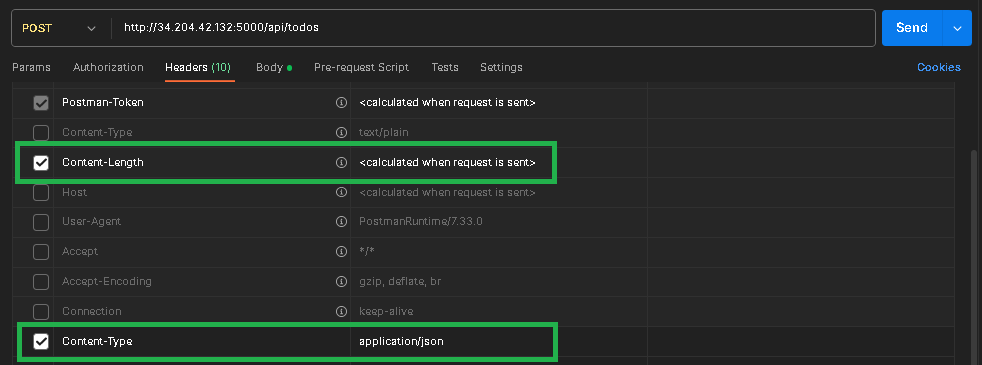 POST http://34.204.42.132:5000/api/todos Send
Params Authorization Headers (10) Body Pre-request Script Tests Settings Cookies
Postman-Token <calculated when request is sent>
Content-Type text/plain
Content-Length <calculated when request is sent>
Host <calculated when request is sent>
User-Agent PostmanRuntime/7.33.0
Accept */*
Accept-Encoding gzip, deflate, br
Connection keep-alive
Content-Type application/json